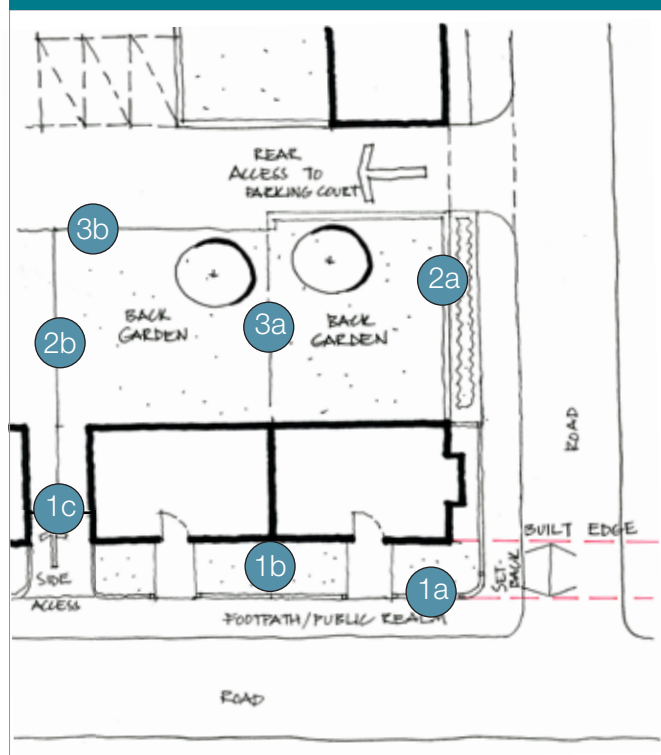 REAR
ACCESS TO
PARKING COURT
3b
2a
3a
BACK
GARDEN
BACK
GARDEN
2b
ROAD
1c
BUILT EDGE
SIDE
ACCESS
1b
1a
SET-
BACK
FOOTPATH/PUBLIC REALM
ROAD